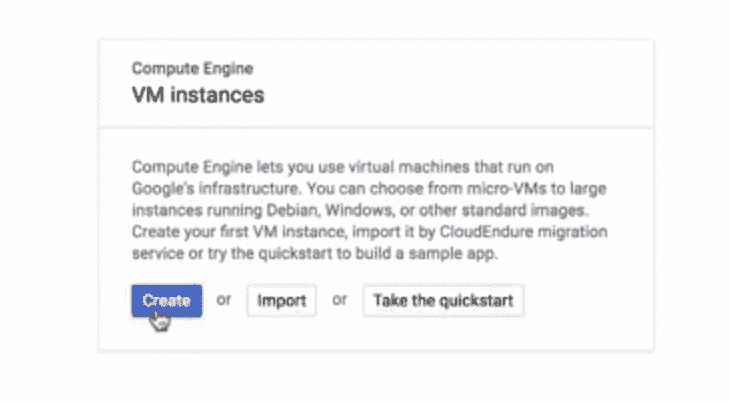 Compute Engine
VM instances
Compute Engine lets you use virtual machines that run on
Google's infrastructure. You can choose from micro-VMs to large
instances running Debian, Windows, or other standard images.
Create your first VM instance, import it by CloudEndure migration
service or try the quickstart to build a sample app.
Create or Import or Take the quickstart